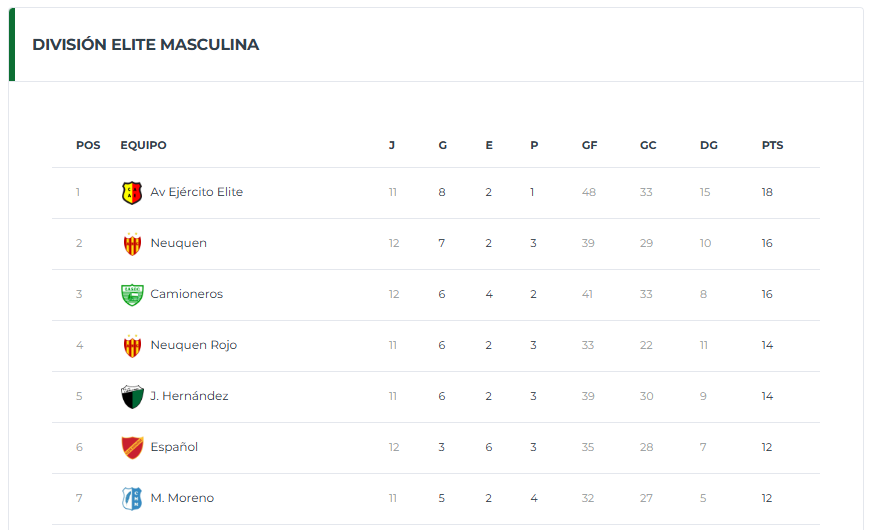 DIVISIÓN ELITE MASCULINA
POS EQUIPO J G E P GF GC DG PTS
1 Av Ejército Elite 11 8 2 1 48 33 15 18
2 Neuquen 12 7 2 3 39 29 10 16
3 Camioneros 12 6 4 2 41 33 8 16
4 Neuquen Rojo 11 6 2 3 33 22 11 14
5 J. Hernández 11 6 2 3 39 30 9 14
6 Español 12 3 6 3 35 28 7 12
7 M. Moreno 11 5 2 4 32 27 5 12